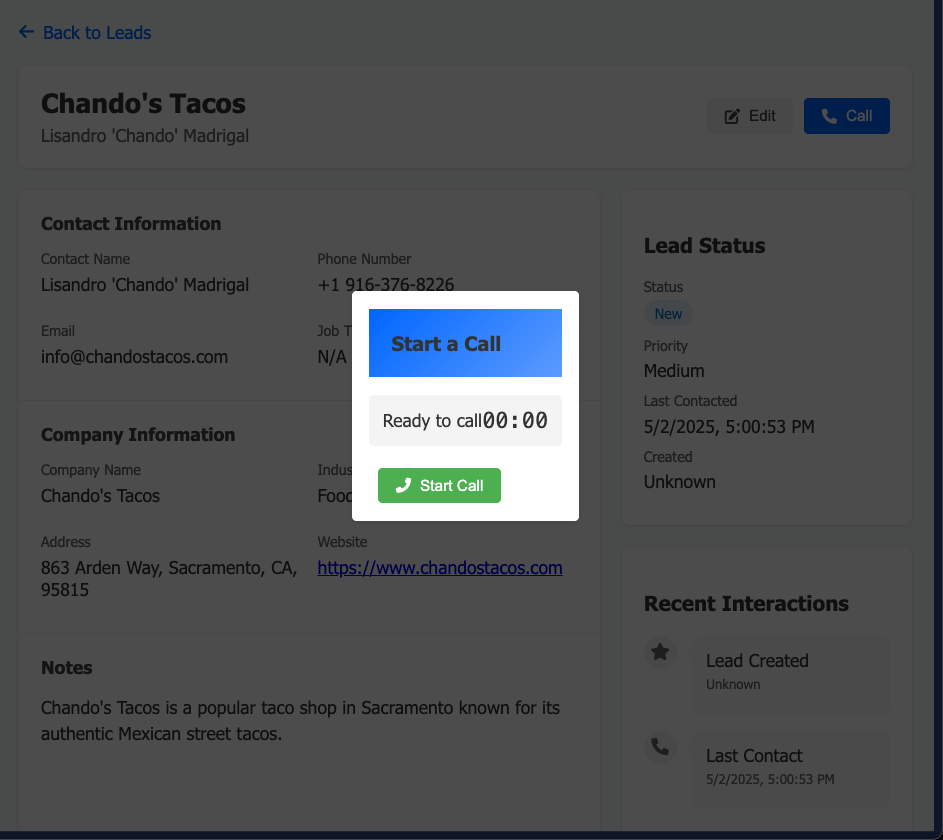 Back to Leads
Chando's Tacos
Lisandro 'Chando' Madrigal
Edit
Call
Contact Information
Contact Name
Lisandro 'Chando' Madrigal
Phone Number
+1 916-376-8226
Email
info@chandostacos.com
Job T
N/A
Company Information
Company Name
Chando's Tacos
Indus
Food
Address
863 Arden Way, Sacramento, CA,
95815
Website
https://www.chandostacos.com
Notes
Chando's Tacos is a popular taco shop in Sacramento known for its
authentic Mexican street tacos.
Start a Call
Ready to call00:00
Start Call
Lead Status
Status
New
Priority
Medium
Last Contacted
5/2/2025, 5:00:53 PM
Created
Unknown
Recent Interactions
Lead Created
Unknown
Last Contact
5/2/2025, 5:00:53 PM